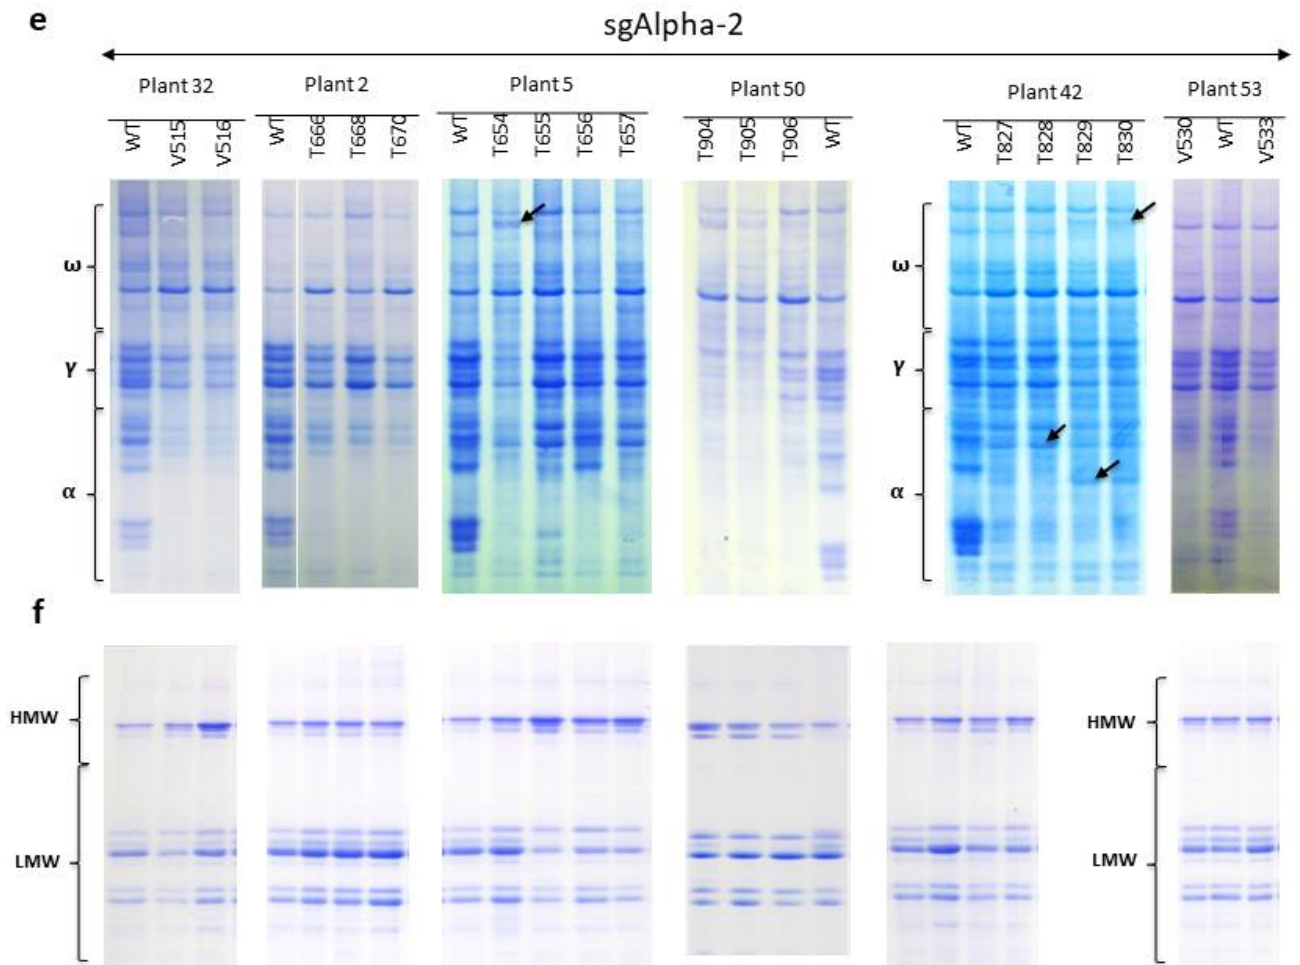 e
sgAlpha-2
Plant 32 Plant 2 Plant 5 Plant 50 Plant 42 Plant 53
WT V515 V516 WT T666 T668 T670 WT T654 T655 T656 T657 T904 T905 T906 WT WT T827 T828 T829 T830 V530 WT V533
ω ω
γ γ
α α
f
HMW HMW
LMW LMW